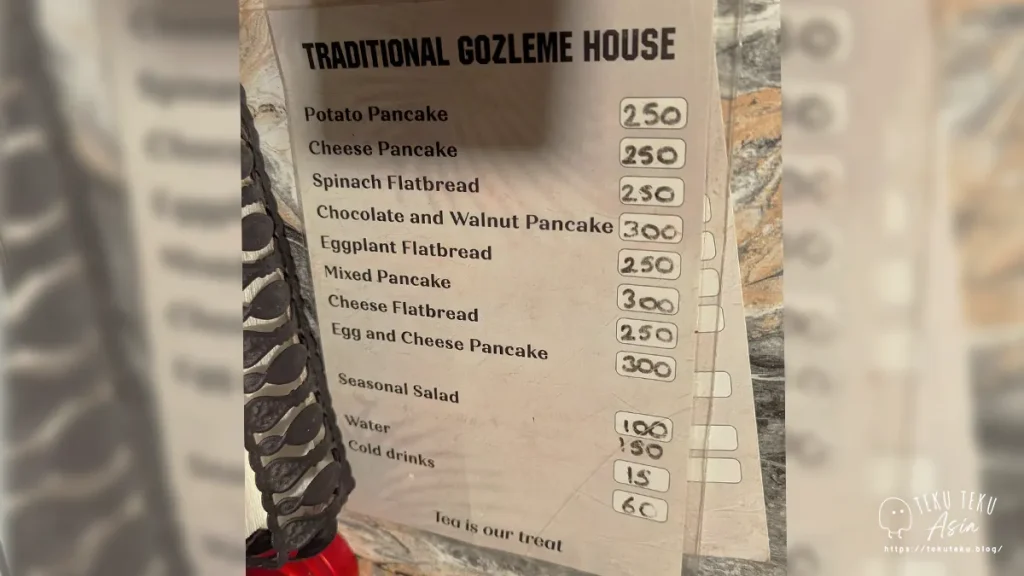 TRADITIONAL GOZLEME HOUSE
Potato Pancake 250
Cheese Pancake 250
Spinach Flatbread 250
Chocolate and Walnut Pancake 300
Eggplant Flatbread 250
Mixed Pancake 300
Cheese Flatbread 250
Egg and Cheese Pancake 300
Seasonal Salad 100
150
Water 15
Cold drinks 60
Tea is our treat
TEKU TEKU
Asia
https://tekuteku.blog/